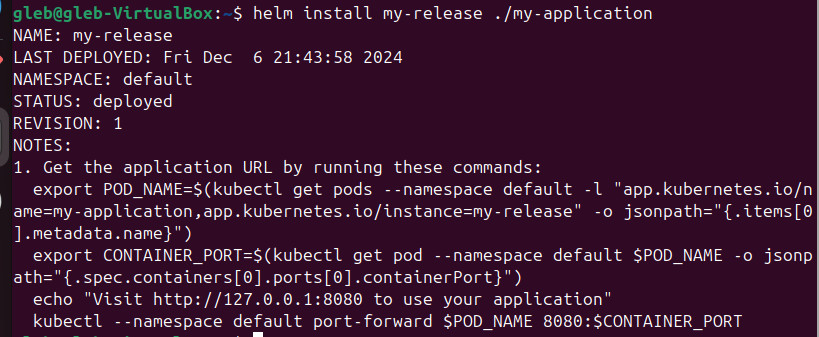 gleb@gleb-VirtualBox:~$ helm install my-release ./my-application
NAME: my-release
LAST DEPLOYED: Fri Dec  6 21:43:58 2024
NAMESPACE: default
STATUS: deployed
REVISION: 1
NOTES:
1. Get the application URL by running these commands:
  export POD_NAME=$(kubectl get pods --namespace default -l "app.kubernetes.io/n
ame=my-application,app.kubernetes.io/instance=my-release" -o jsonpath="{.items[0
].metadata.name}")
  export CONTAINER_PORT=$(kubectl get pod --namespace default $POD_NAME -o jsonp
ath="{.spec.containers[0].ports[0].containerPort}")
  echo "Visit http://127.0.0.1:8080 to use your application"
  kubectl --namespace default port-forward $POD_NAME 8080:$CONTAINER_PORT